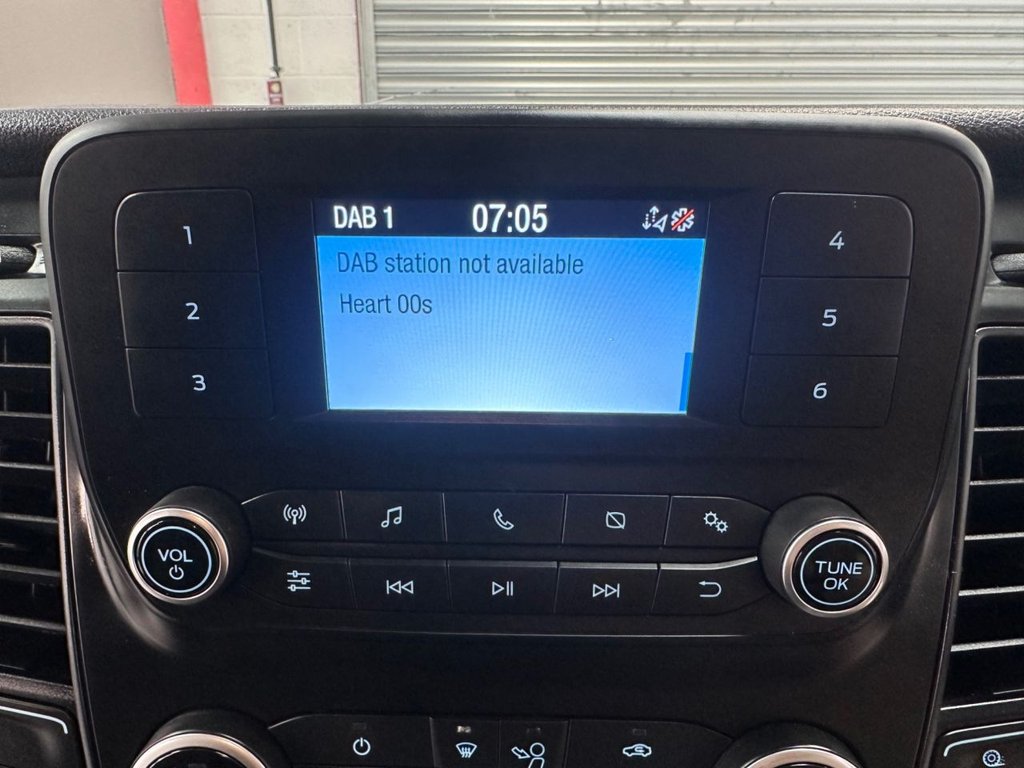 DAB 1 07:05
DAB station not available
Heart 00s
1
2
3
4
5
6
VOL
TUNE
OK